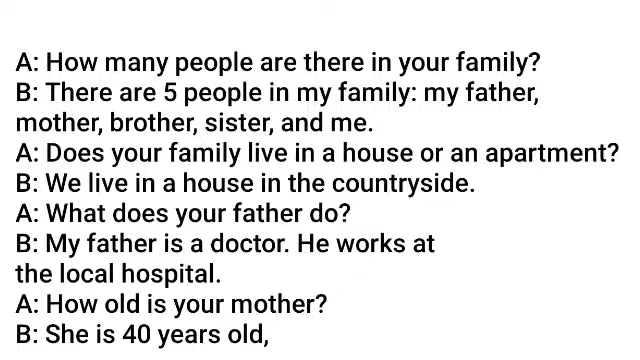 A: How many people are there in your family?
B: There are 5 people in my family: my father,
mother, brother, sister, and me.
A: Does your family live in a house or an apartment?
B: We live in a house in the countryside.
A: What does your father do?
B: My father is a doctor. He works at
the local hospital.
A: How old is your mother?
B: She is 40 years old,